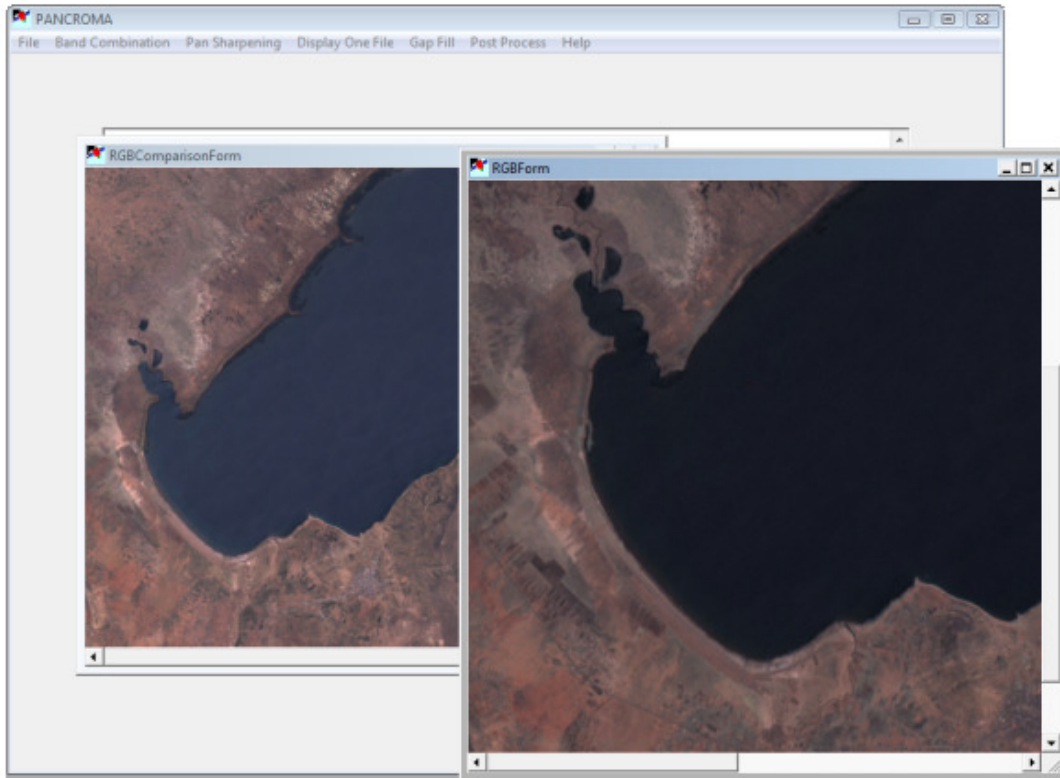 PANCROMA
File Band Combination Pan Sharpening Display One File Gap Fill Post Process Help
RGBComparisonForm
RGBForm